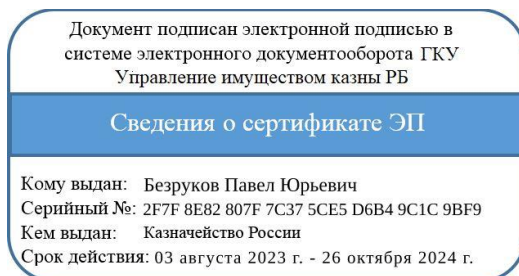 Документ подписан электронной подписью в
системе электронного документооборота ГКУ
Управление имуществом казны РБ
Сведения о сертификате ЭП
Кому выдан: Безруков Павел Юрьевич
Серийный №: 2F7F 8E82 807F 7C37 5CE5 D6B4 9C1C 9BF9
Кем выдан: Казначейство России
Срок действия: 03 августа 2023 г. - 26 октября 2024 г.